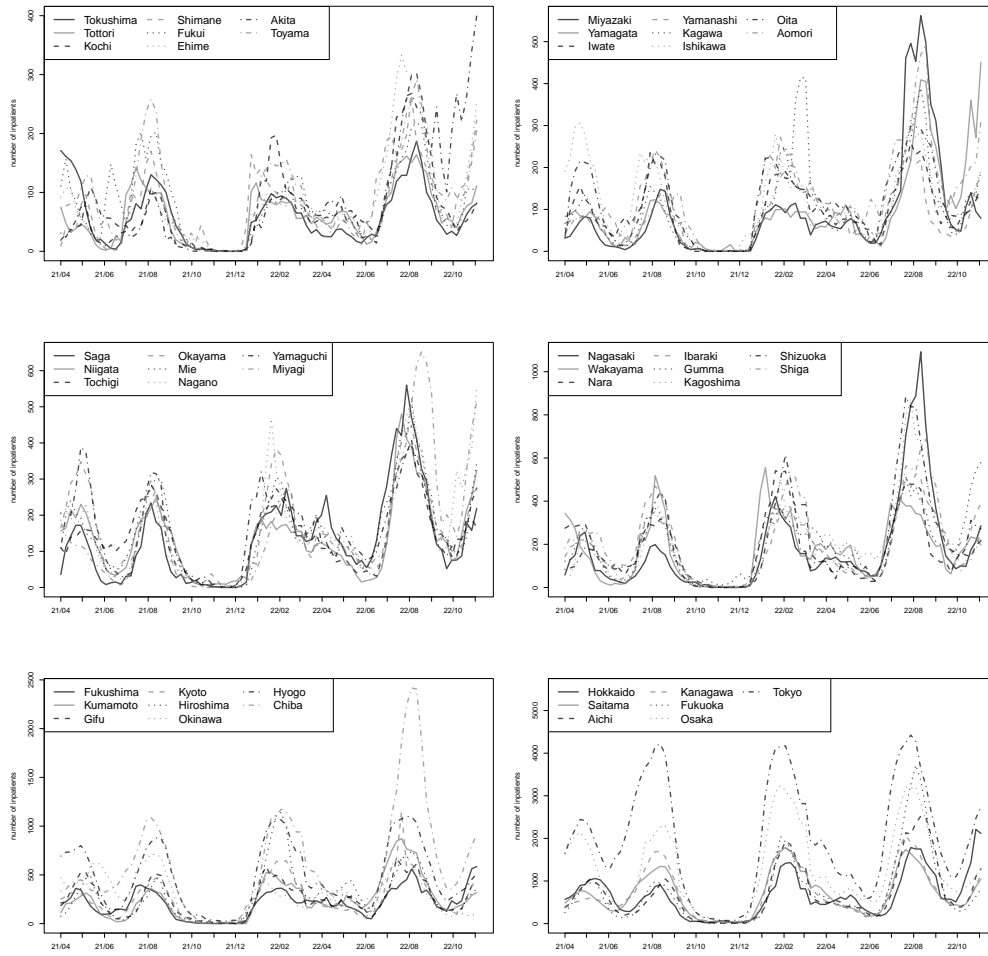 Tokushima Shimane Akita
Tottori Fukui Toyama
Kochi Ehime
number of inpatients
0 100 200 300 400
21/04 21/06 21/08 21/10 21/12 22/02 22/04 22/06 22/08 22/10
Miyazaki Yamanashi Oita
Yamagata Kagawa Aomori
Iwate Ishikawa
number of inpatients
0 100 200 300 400 500
21/04 21/06 21/08 21/10 21/12 22/02 22/04 22/06 22/08 22/10
Saga Okayama Yamaguchi
Niigata Mie Miyagi
Tochigi Nagano
number of inpatients
0 100 200 300 400 500 600
21/04 21/06 21/08 21/10 21/12 22/02 22/04 22/06 22/08 22/10
Nagasaki Ibaraki Shizuoka
Wakayama Gumma Shiga
Nara Kagoshima
number of inpatients
0 200 400 600 800 1000
21/04 21/06 21/08 21/10 21/12 22/02 22/04 22/06 22/08 22/10
Fukushima Kyoto Hyogo
Kumamoto Hiroshima Chiba
Gifu Okinawa
number of inpatients
0 500 1000 1500 2000 2500
21/04 21/06 21/08 21/10 21/12 22/02 22/04 22/06 22/08 22/10
Hokkaido Kanagawa Tokyo
Saitama Fukuoka
Aichi Osaka
number of inpatients
0 1000 2000 3000 4000 5000
21/04 21/06 21/08 21/10 21/12 22/02 22/04 22/06 22/08 22/10